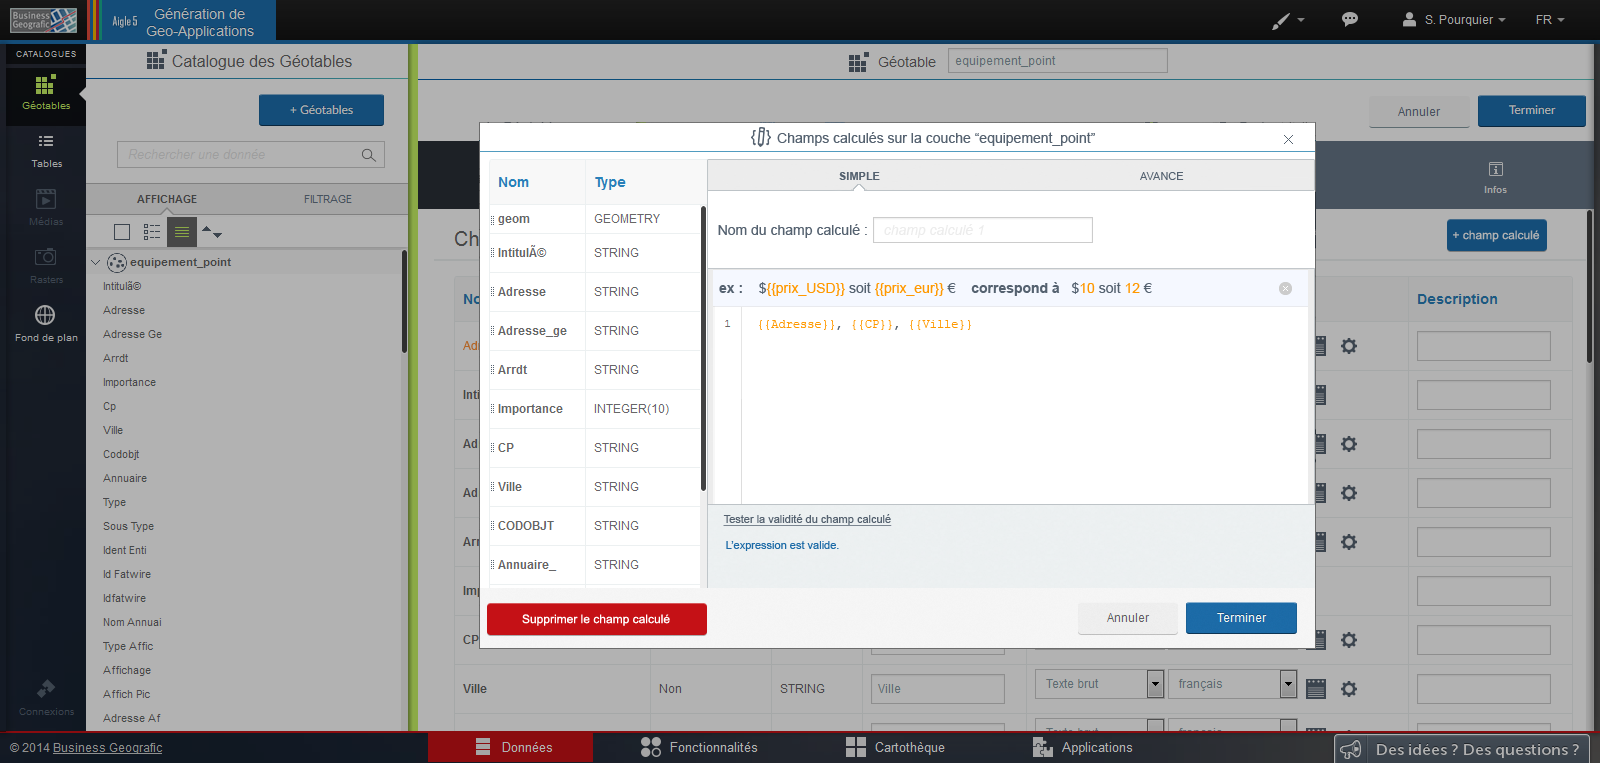 Business
Geografic
Aigle 5
Génération de
Geo-Applications
S. Pourquier
FR
CATALOGUES
Géotables
Tables
Médias
Rasters
Fond de plan
Connexions
Catalogue des Géotables
+ Géotables
Rechercher une donnée
AFFICHAGE
FILTRAGE
equipement_point
Intitulã©
Adresse
Adresse Ge
Arrdt
Importance
Cp
Ville
Codobjt
Annuaire
Type
Sous Type
Ident Enti
Id Fatwire
Idfatwire
Nom Annuai
Type Affic
Affichage
Affich Pic
Adresse Af
Géotable
equipement_point
Annuler
Terminer
Infos
+ champ calculé
Description
{} Champs calculés sur la couche “equipement_point”
Nom Type
geom GEOMETRY
IntitulÃ© STRING
Adresse STRING
Adresse_ge STRING
Arrdt STRING
Importance INTEGER(10)
CP STRING
Ville STRING
CODOBJT STRING
Annuaire_ STRING
SIMPLE
AVANCE
Nom du champ calculé : champ calculé 1
ex : ${{prix_USD}} soit {{prix_eur}} € correspond à $10 soit 12 €
1 {{Adresse}}, {{CP}}, {{Ville}}
Tester la validité du champ calculé
L'expression est valide.
Supprimer le champ calculé
Annuler
Terminer
CP
Ville Non STRING Ville Texte brut français
© 2014 Business Geografic
Données
Fonctionnalités
Cartothèque
Applications
Des idées ? Des questions ?